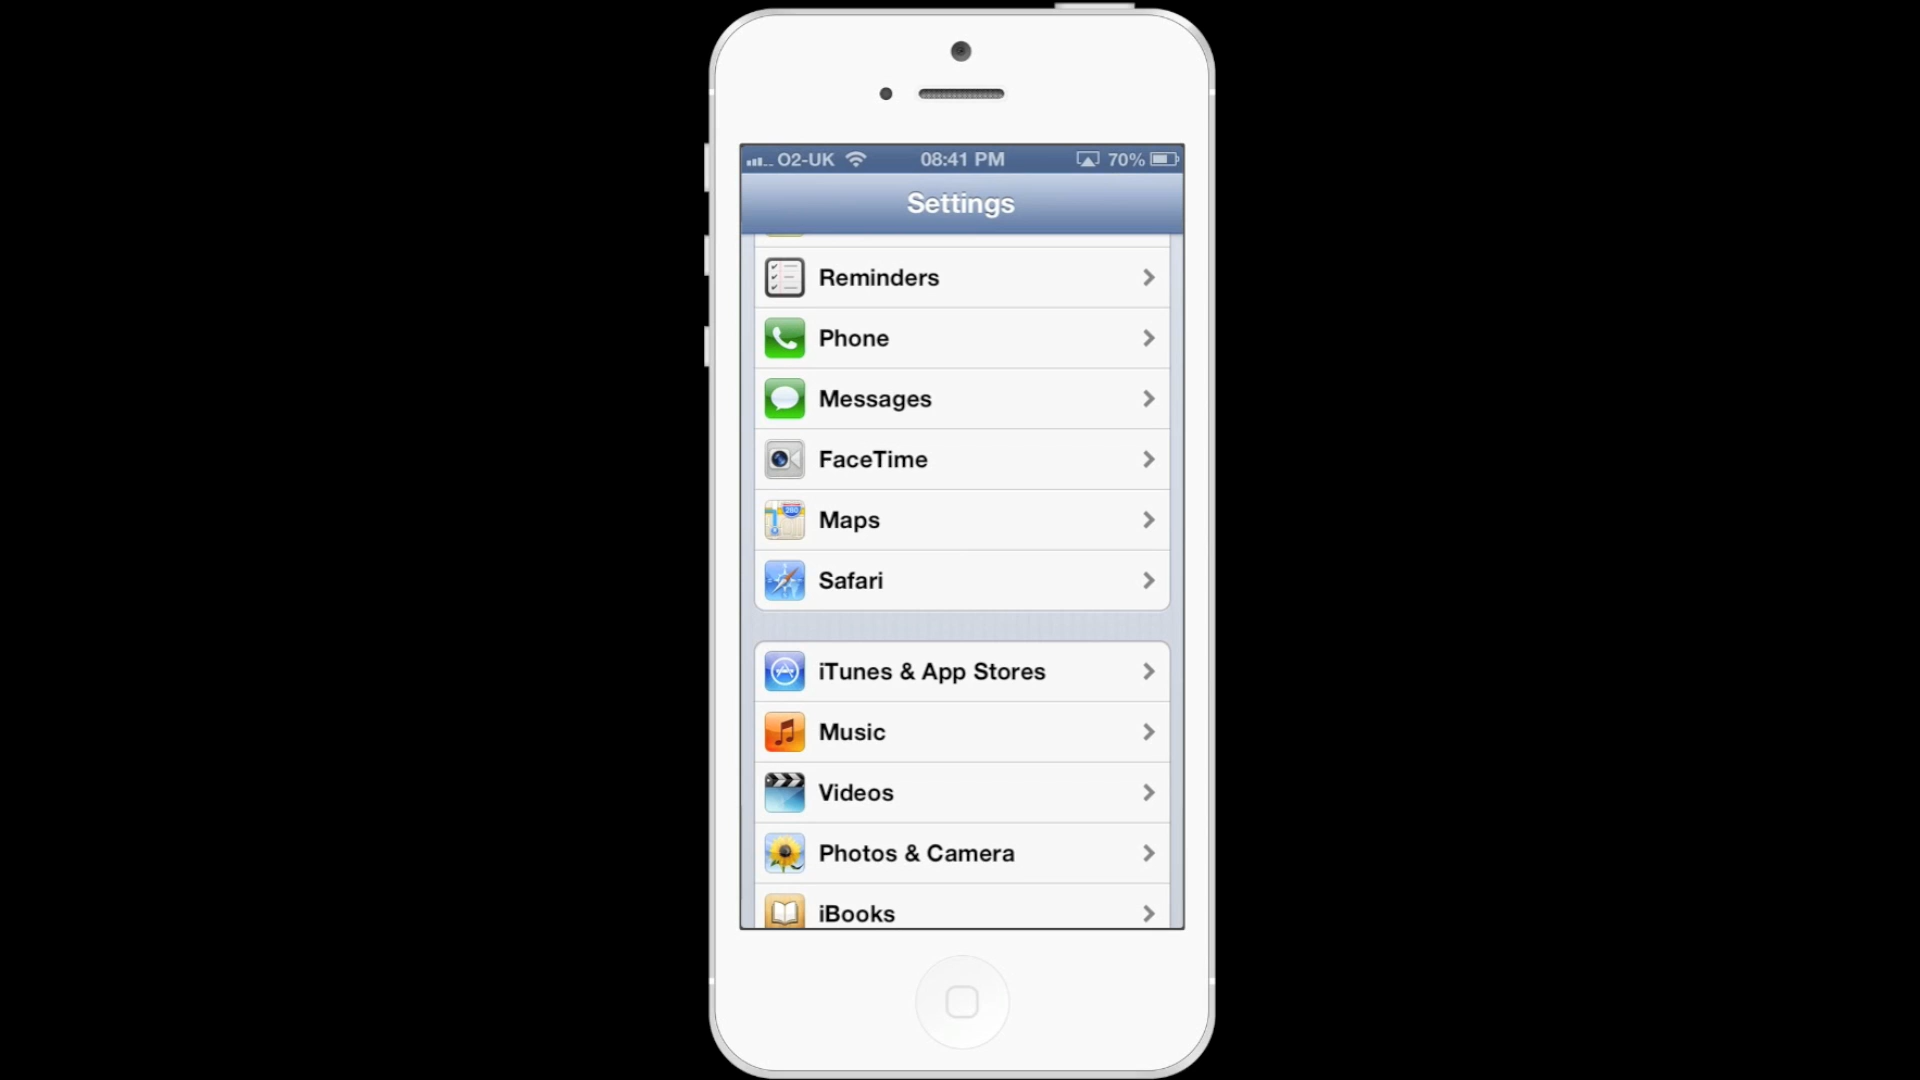 O2-UK 08:41 PM 70%
Settings
Reminders
Phone
Messages
FaceTime
280
Maps
Safari
iTunes & App Stores
Music
Videos
Photos & Camera
iBooks